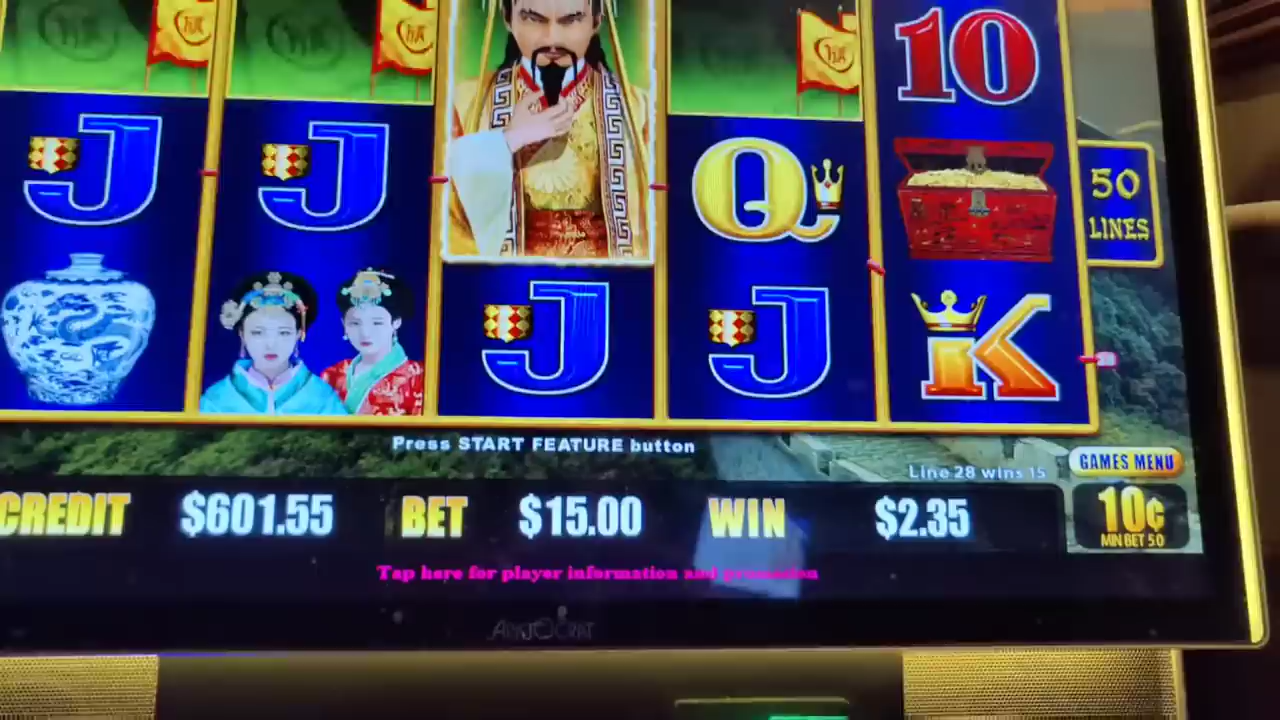 10
J
J
Q
50
LINES
J
J
K
Press START FEATURE button
Line 28 wins 15
GAMES MENU
CREDIT $601.55 BET $15.00 WIN $2.35
10¢
MIN BET 50
Tap here for player information and promotion
ARISTOCRAT